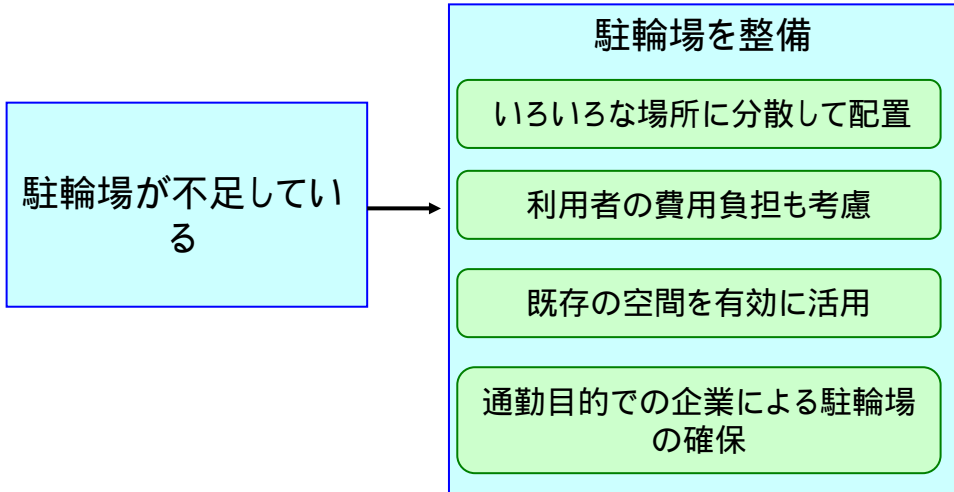 駐輪場が不足してい
る
駐輪場を整備
いろいろな場所に分散して配置
利用者の費用負担も考慮
既存の空間を有効に活用
通勤目的での企業による駐輪場
の確保